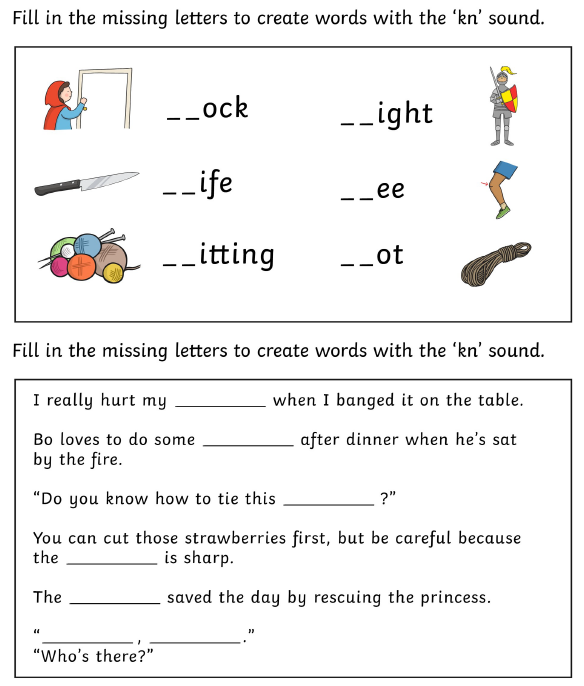 Fill in the missing letters to create words with the ‘kn’ sound.
__ock
__ight
__ife
__ee
__itting
__ot
Fill in the missing letters to create words with the ‘kn’ sound.
I really hurt my __________ when I banged it on the table.
Bo loves to do some __________ after dinner when he’s sat
by the fire.
“Do you know how to tie this __________ ?”
You can cut those strawberries first, but be careful because
the __________ is sharp.
The __________ saved the day by rescuing the princess.
“__________ , __________.”
“Who’s there?”